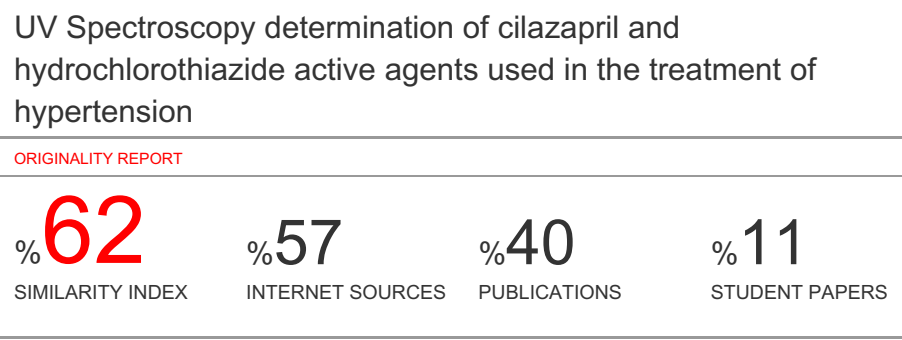 UV Spectroscopy determination of cilazapril and
hydrochlorothiazide active agents used in the treatment of
hypertension
ORIGINALITY REPORT
%62 %57 %40 %11
SIMILARITY INDEX INTERNET SOURCES PUBLICATIONS STUDENT PAPERS